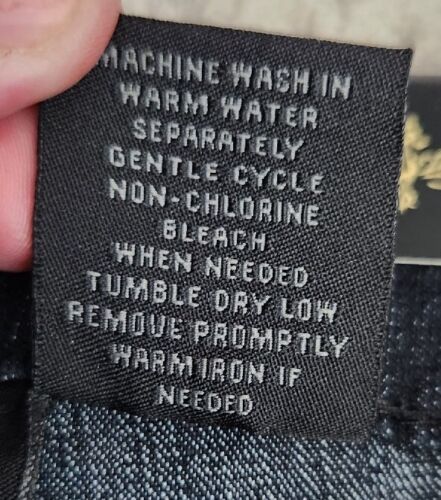 MACHINE WASH IN
WARM WATER
SEPARATELY
GENTLE CYCLE
NON-CHLORINE
BLEACH
WHEN NEEDED
TUMBLE DRY LOW
REMOVE PROMPTLY
WARM IRON IF
NEEDED